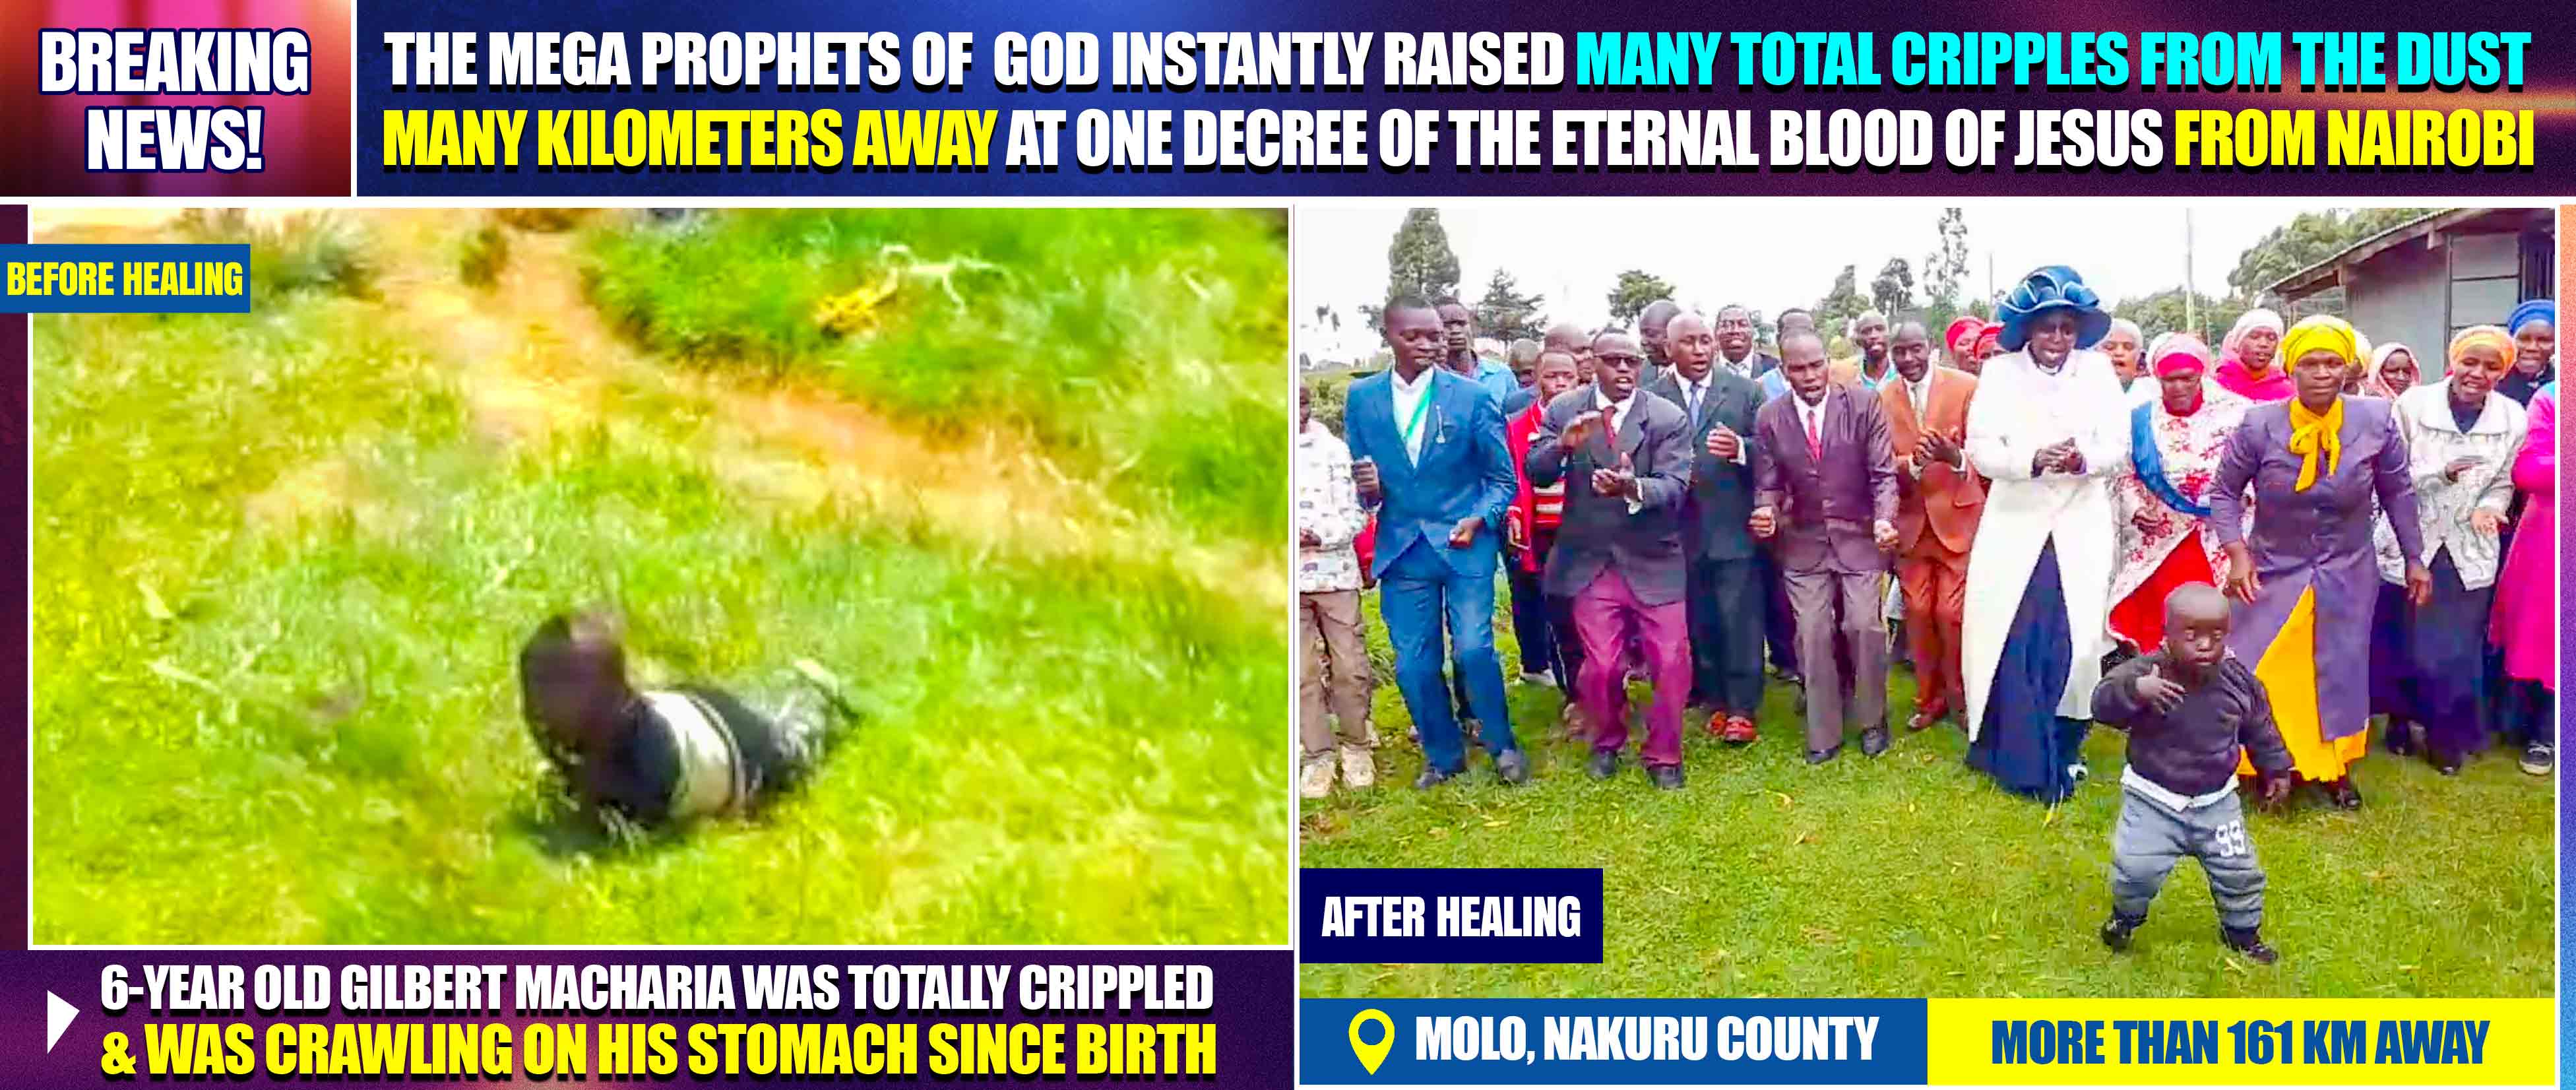 BREAKING
NEWS!
THE MEGA PROPHETS OF GOD INSTANTLY RAISED MANY TOTAL CRIPPLES FROM THE DUST
MANY KILOMETERS AWAY AT ONE DECREE OF THE ETERNAL BLOOD OF JESUS FROM NAIROBI
BEFORE HEALING
99
AFTER HEALING
6-YEAR OLD GILBERT MACHARIA WAS TOTALLY CRIPPLED
& WAS CRAWLING ON HIS STOMACH SINCE BIRTH
MOLO, NAKURU COUNTY
MORE THAN 161 KM AWAY